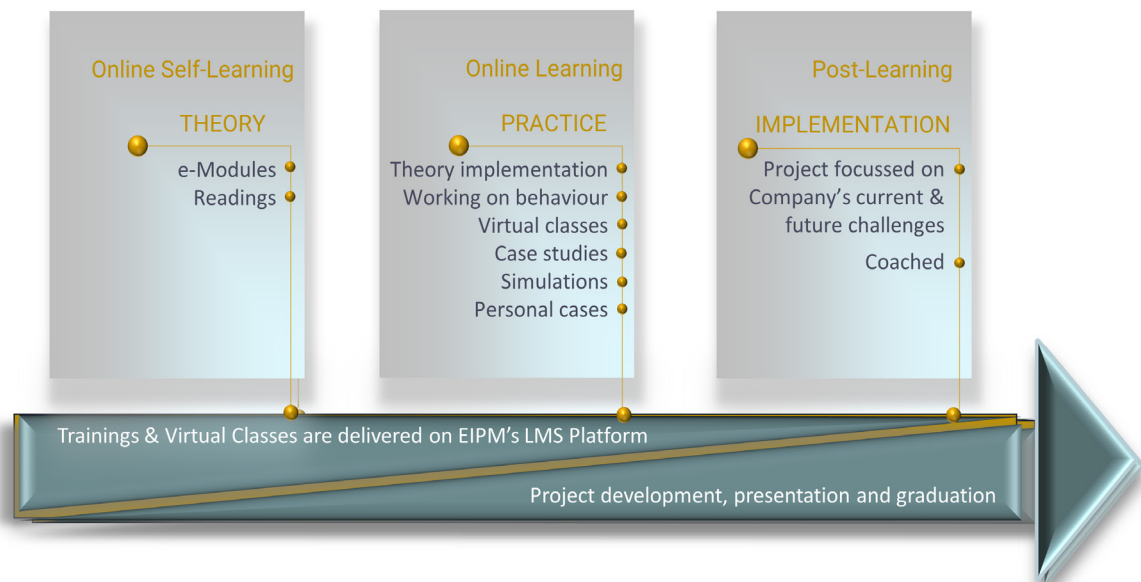 Online Self-Learning
THEORY
e-Modules
Readings
Online Learning
PRACTICE
Theory implementation
Working on behaviour
Virtual classes
Case studies
Simulations
Personal cases
Post-Learning
IMPLEMENTATION
Project focussed on
Company's current &
future challenges
Coached
Trainings & Virtual Classes are delivered on EIPM's LMS Platform
Project development, presentation and graduation